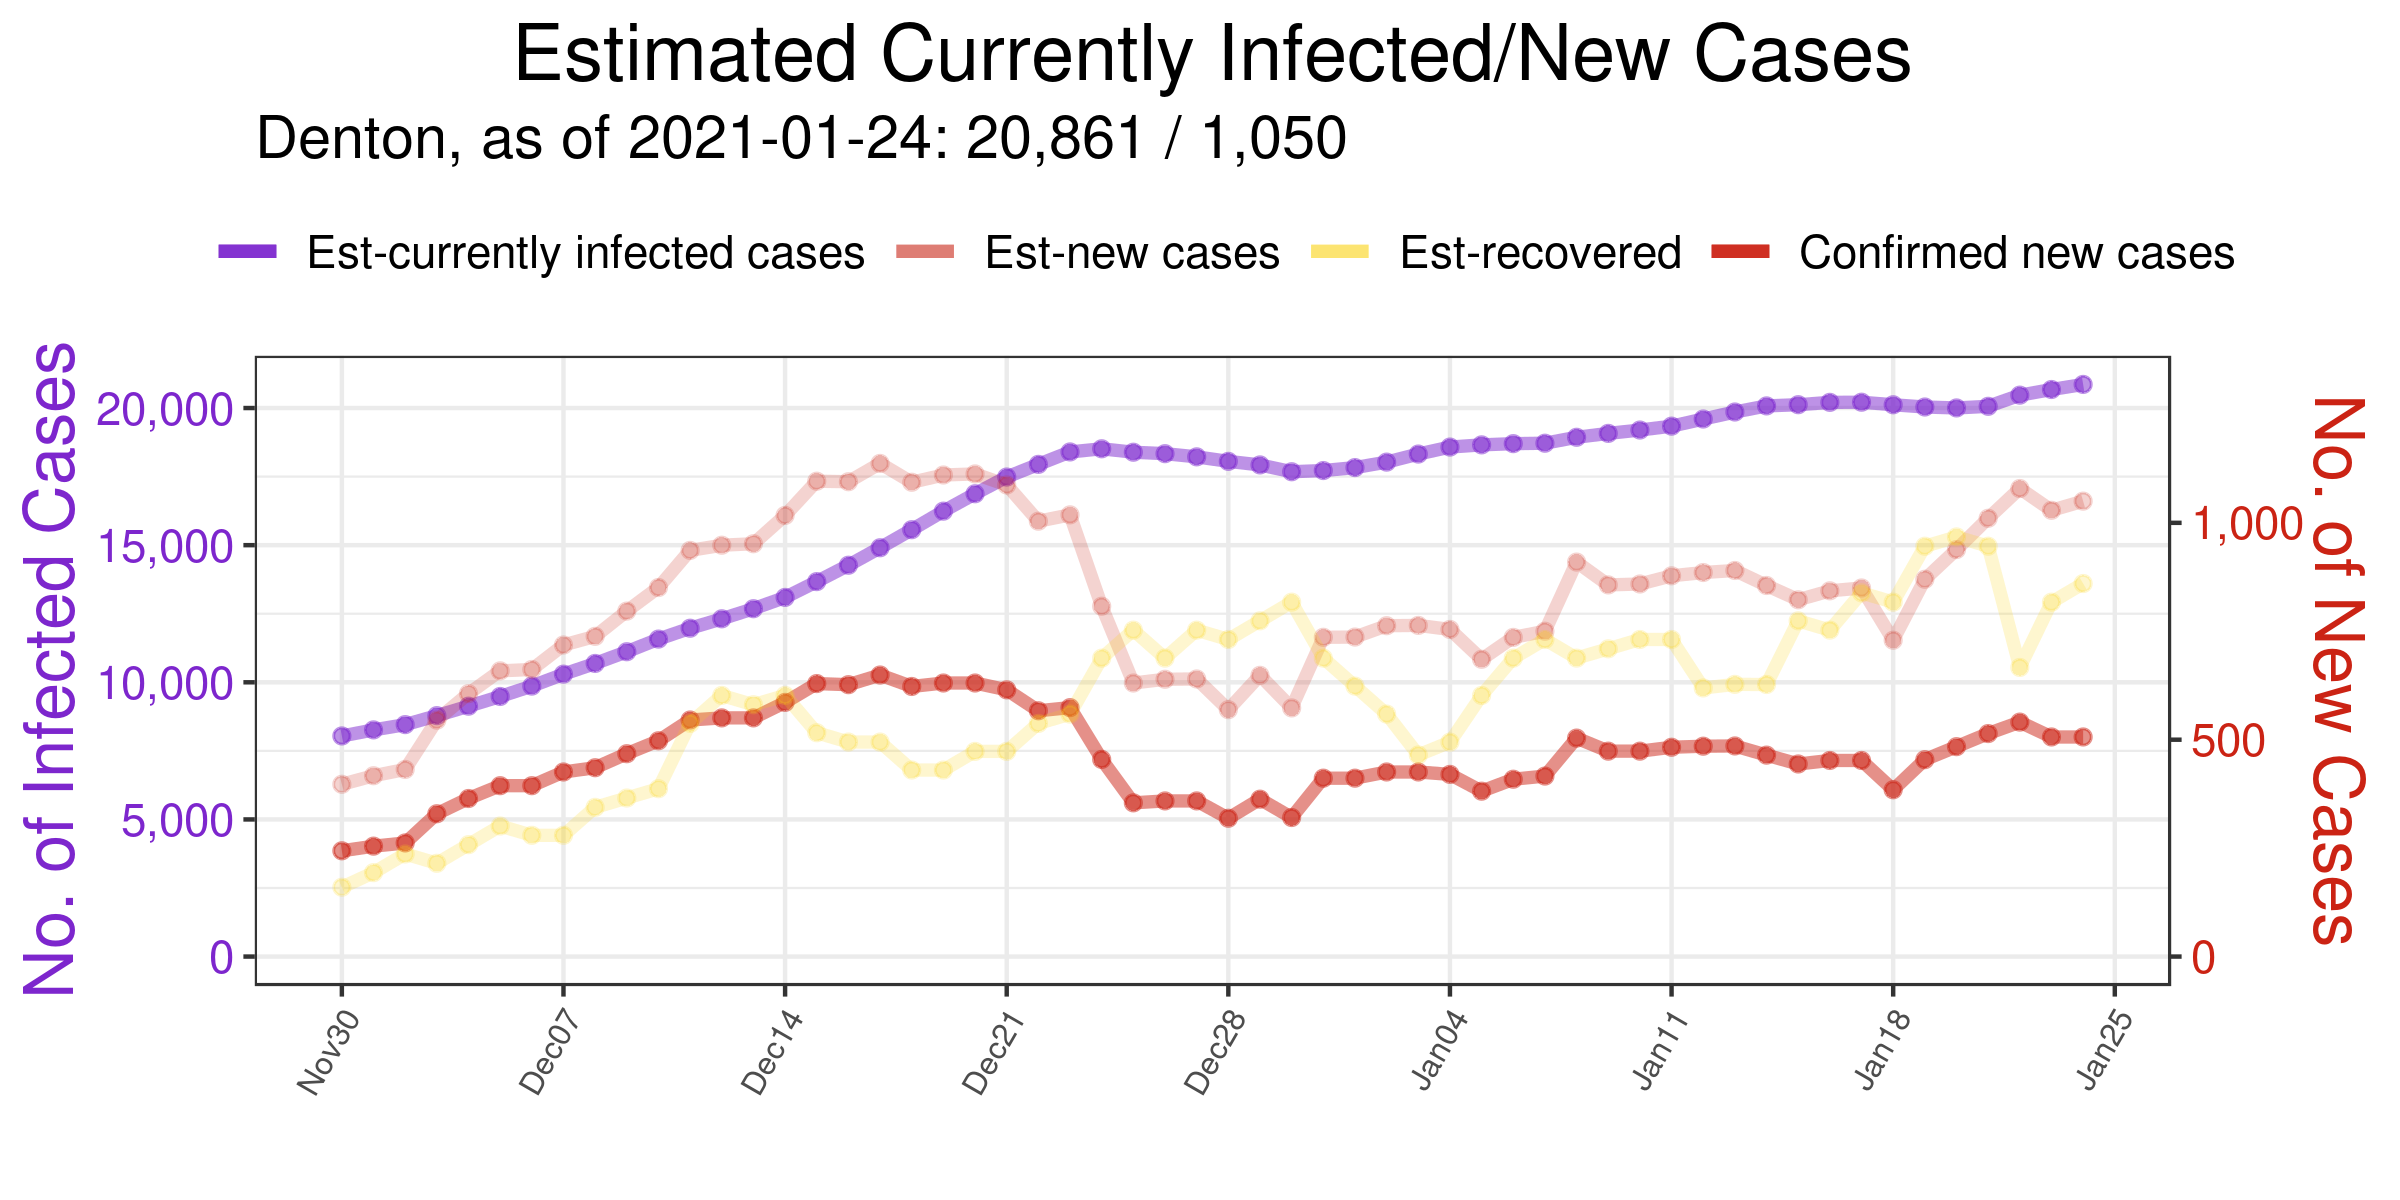 Estimated Currently Infected/New Cases
Denton, as of 2021-01-24: 20,861 / 1,050
Est-currently infected cases Est-new cases Est-recovered Confirmed new cases
No. of Infected Cases
20,000
15,000
10,000
5,000
0
No. of New Cases
1,000
500
0
Nov30 Dec07 Dec14 Dec21 Dec28 Jan04 Jan11 Jan18 Jan25